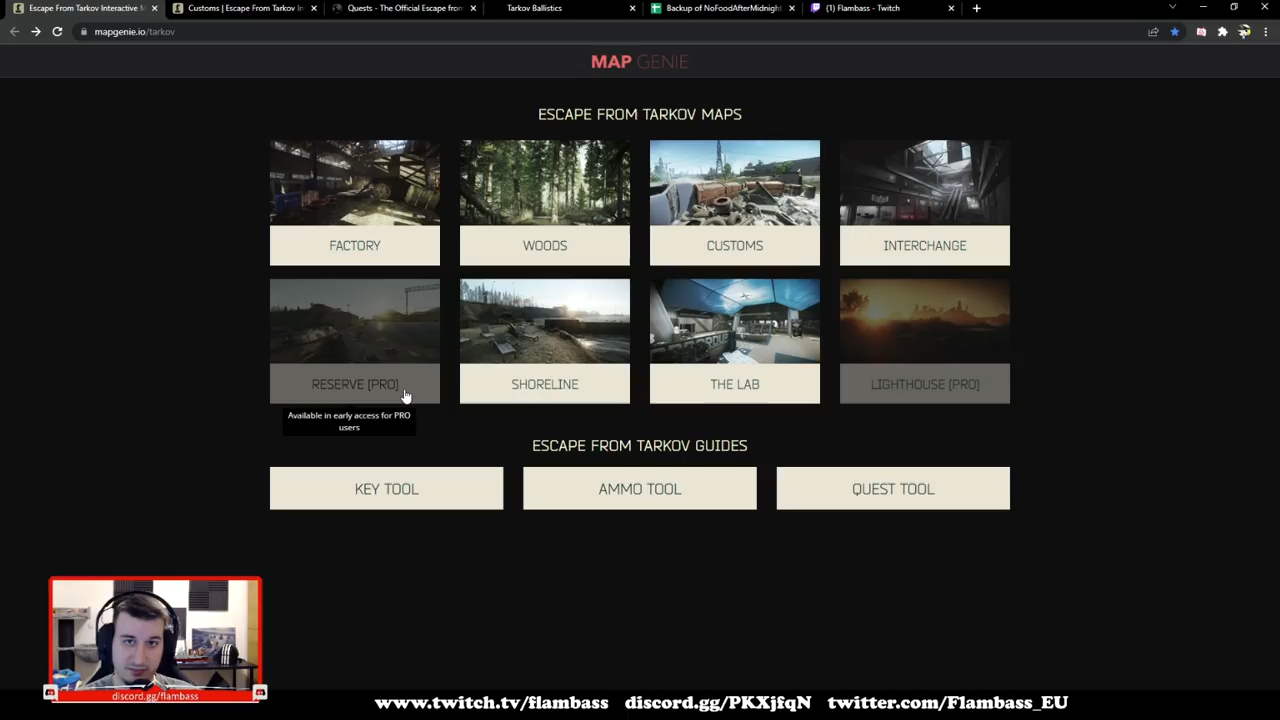 Escape From Tarkov Interactive M
Customs | Escape From Tarkov In
Quests - The Official Escape from
Tarkov Ballistics
Backup of NoFoodAfterMidnight
(1) Flambass - Twitch
mapgenie.io/tarkov
MAP GENIE
ESCAPE FROM TARKOV MAPS
FACTORY
WOODS
CUSTOMS
INTERCHANGE
RESERVE [PRO]
SHORELINE
THE LAB
LIGHTHOUSE [PRO]
Available in early access for PRO
users
ESCAPE FROM TARKOV GUIDES
KEY TOOL
AMMO TOOL
QUEST TOOL
discord.gg/flambass
www.twitch.tv/flambass discord.gg/PKXjfqN twitter.com/Flambass_EU